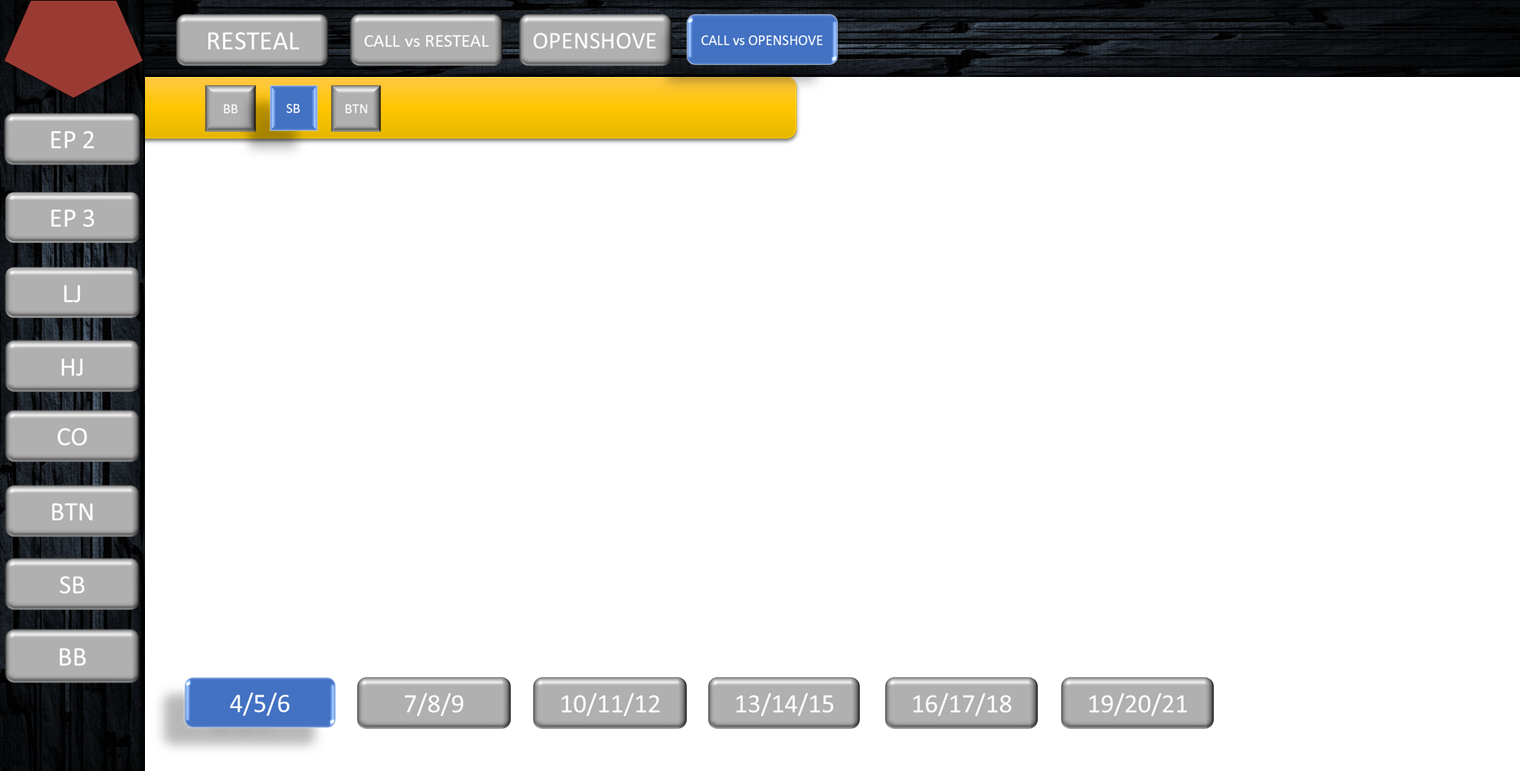 RESTEAL
CALL vs RESTEAL
OPENSHOVE
CALL vs OPENSHOVE
BB
SB
BTN
EP 2
EP 3
LJ
HJ
CO
BTN
SB
BB
4/5/6
7/8/9
10/11/12
13/14/15
16/17/18
19/20/21